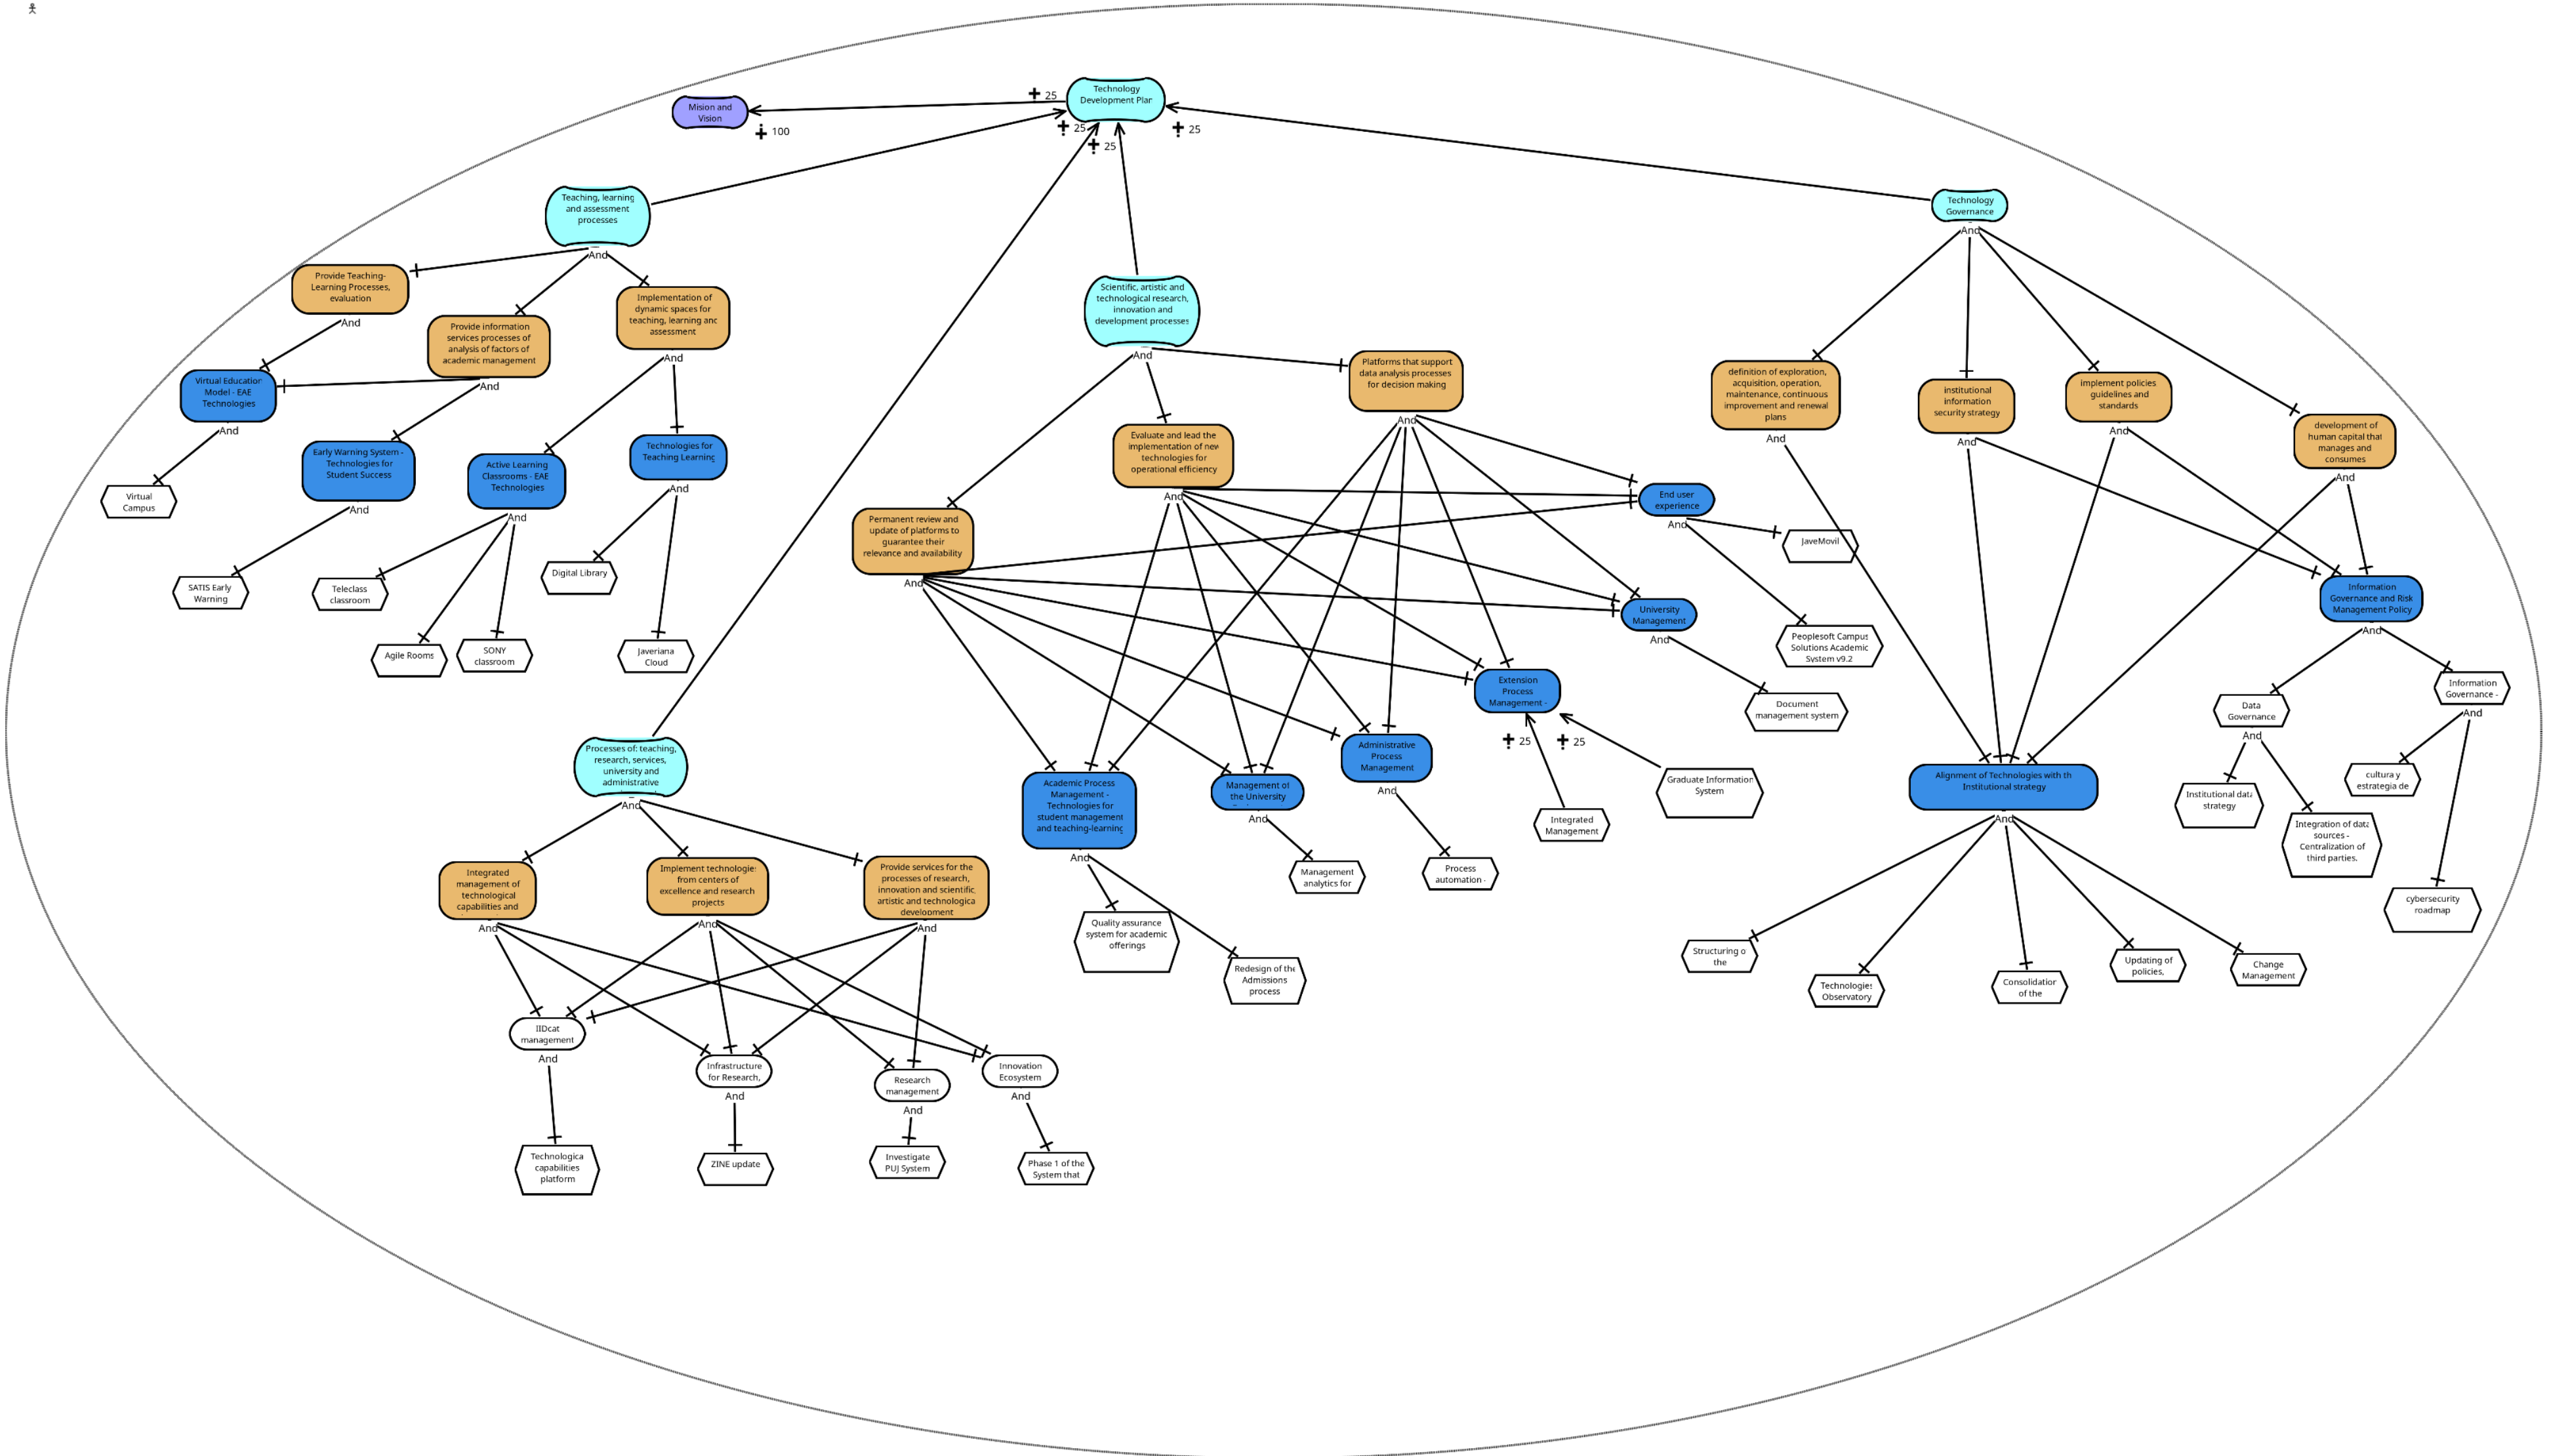 Technology
Development Plan
25
Mision and
Vision
100
25
25
25
Teaching, learning
and assessment
processes
And
Technology
Governance
And
Provide Teaching-
Learning Processes,
evaluation
And
Provide information
services processes of
analysis of factors of
academic management
And
Implementation of
dynamic spaces for
teaching, learning and
assessment
And
Scientific, artistic and
technological research,
innovation and
development processes
And
Platforms that support
data analysis processes
for decision making
And
definition of exploration,
acquisition, operation,
maintenance, continuous
improvement and renewal
plans
And
institutional
information
security strategy
And
implement policies
guidelines and
standards
And
development of
human capital that
manages and
consumes
And
Virtual Education
Model - EAE
Technologies
And
Early Warning System -
Technologies for
Student Success
And
Active Learning
Classrooms - EAE
Technologies
And
Technologies for
Teaching Learning
And
Evaluate and lead the
implementation of new
technologies for
operational efficiency
And
Permanent review and
update of platforms to
guarantee their
relevance and availability
And
End user
experience
And
Virtual
Campus
SATIS Early
Warning
Teleclass
classroom
Agile Rooms
SONY
classroom
Digital Library
Javeriana
Cloud
JaveMovil
University
Management
And
Peoplesoft Campus
Solutions Academic
System v9.2
Information
Governance and Risk
Management Policy
And
Extension
Process
Management -
25
25
Document
management system
Data
Governance
And
Information
Governance -
And
Processes of: teaching,
research, services,
university and
administrative
And
Academic Process
Management -
Technologies for
student management
and teaching-learning
And
Management of
the University
And
Administrative
Process
Management
And
Integrated
Management
Graduate Information
System
Alignment of Technologies with th
Institutional strategy
And
Institutional data
strategy
Integration of data
sources -
Centralization of
third parties.
cultura y
estrategia de
cybersecurity
roadmap
Integrated
management of
technological
capabilities and
And
Implement technologies
from centers of
excellence and research
projects
And
Provide services for the
processes of research,
innovation and scientific,
artistic and technologica
development
And
Management
analytics for
Process
automation -
Quality assurance
system for academic
offerings
Redesign of the
Admissions
process
Structuring o
the
Technologies
Observatory
Consolidation
of the
Updating of
policies,
Change
Management
IIDcat
management
And
Infrastructure
for Research,
And
Research
management
And
Innovation
Ecosystem
And
Technologica
capabilities
platform
ZINE update
Investigate
PUJ System
Phase 1 of the
System that